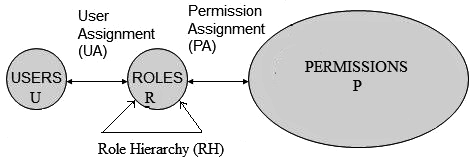 User
Assignment
(UA)
Permission
Assignment
(PA)
USERS
U
ROLES
R
PERMISSIONS
P
Role Hierarchy (RH)